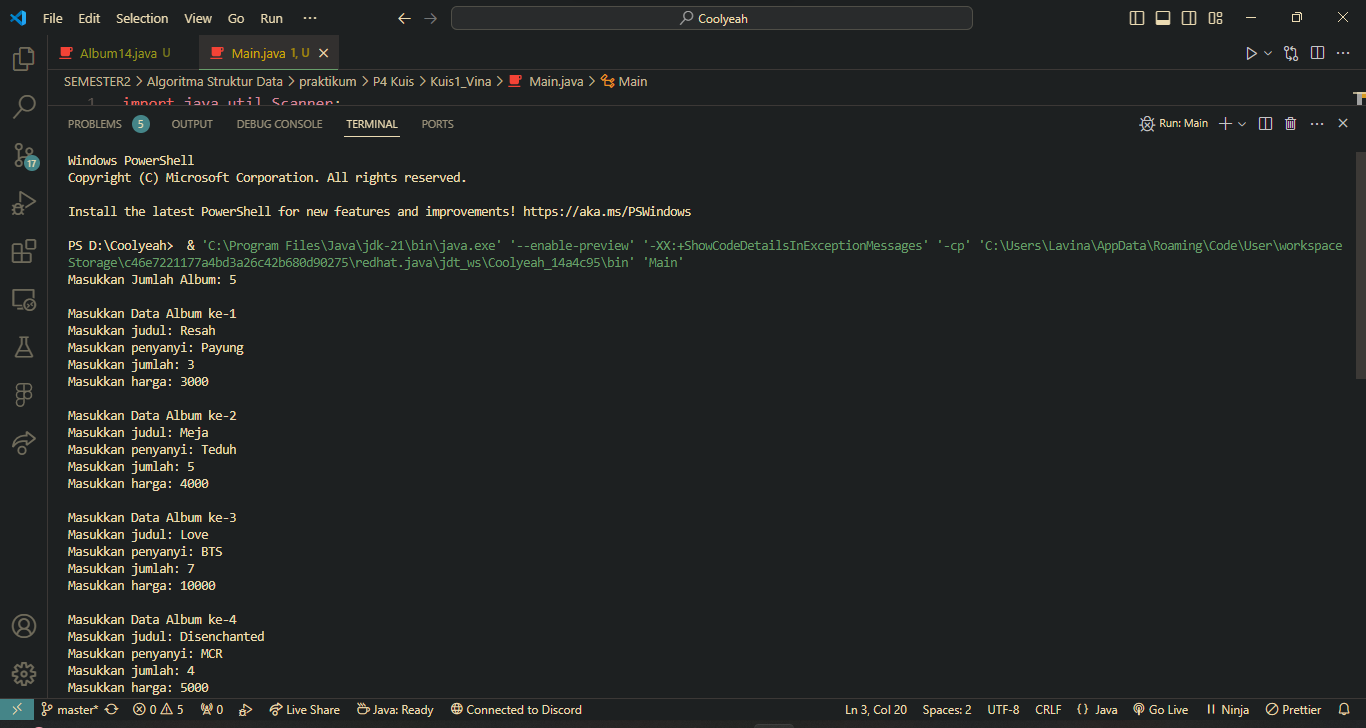 File Edit Selection View Go Run ··· Coolyeah
Album14.java U Main.java 1, U
SEMESTER2 > Algoritma Struktur Data > praktikum > P4 Kuis > Kuis1_Vina > Main.java > Main
1 import java.util.Scanner;
PROBLEMS 5 OUTPUT DEBUG CONSOLE TERMINAL PORTS Run: Main
17
Windows PowerShell
Copyright (C) Microsoft Corporation. All rights reserved.
Install the latest PowerShell for new features and improvements! https://aka.ms/PSWindows
PS D:\Coolyeah> & 'C:\Program Files\Java\jdk-21\bin\java.exe' '--enable-preview' '-XX:+ShowCodeDetailsInExceptionMessages' '-cp' 'C:\Users\Lavina\AppData\Roaming\Code\User\workspace
Storage\c46e7221177a4bd3a26c42b680d90275\redhat.java\jdt_ws\Coolyeah_14a4c95\bin' 'Main'
Masukkan Jumlah Album: 5
Masukkan Data Album ke-1
Masukkan judul: Resah
Masukkan penyanyi: Payung
Masukkan jumlah: 3
Masukkan harga: 3000
Masukkan Data Album ke-2
Masukkan judul: Meja
Masukkan penyanyi: Teduh
Masukkan jumlah: 5
Masukkan harga: 4000
Masukkan Data Album ke-3
Masukkan judul: Love
Masukkan penyanyi: BTS
Masukkan jumlah: 7
Masukkan harga: 10000
Masukkan Data Album ke-4
Masukkan judul: Disenchanted
Masukkan penyanyi: MCR
Masukkan jumlah: 4
Masukkan harga: 5000
master* 0 5 0 Live Share Java: Ready Connected to Discord Ln 3, Col 20 Spaces: 2 UTF-8 CRLF {} Java Go Live Ninja Prettier